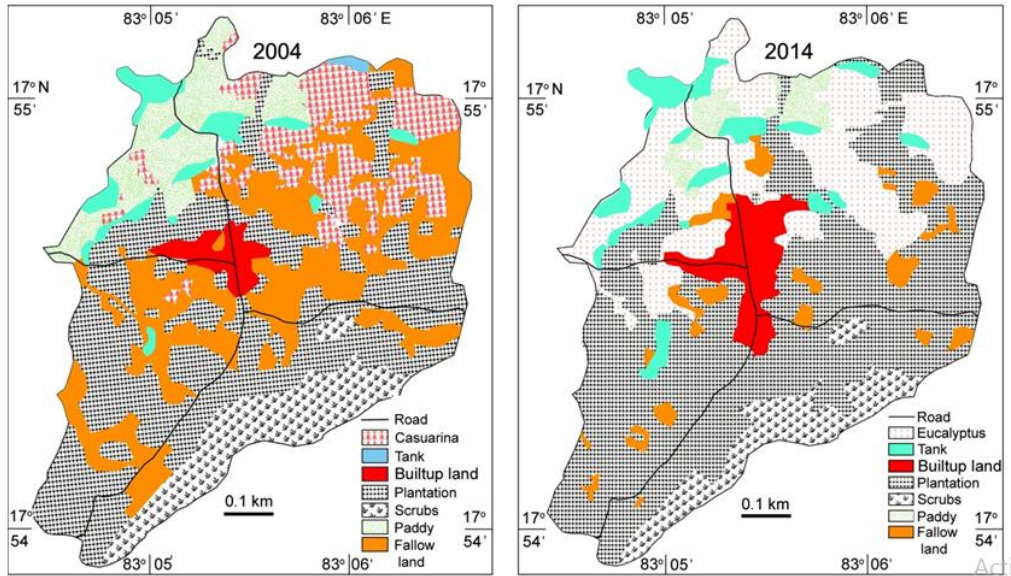 83° 05' 83° 06' E
2004
17° N
55'
17°
55'
Road
Casuarina
Tank
Builtup land
Plantation
Scrubs
Paddy
Fallow
land
0.1 km
17°
54
17°
54'
83° 05' 83° 06'
83° 05' 83° 06' E
2014
17° N
55'
17°
55'
Road
Eucalyptus
Tank
Builtup land
Plantation
Scrubs
Paddy
Fallow
land
0.1 km
17°
54'
17°
54'
83° 05' 83° 06'
Acti